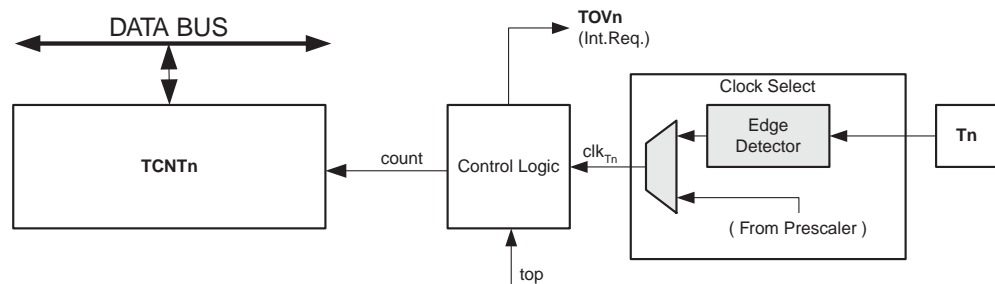 DATA BUS
TOVn
(Int.Req.)
Clock Select
TCNTn
count
Control Logic
clkTn
Edge
Detector
Tn
( From Prescaler )
top